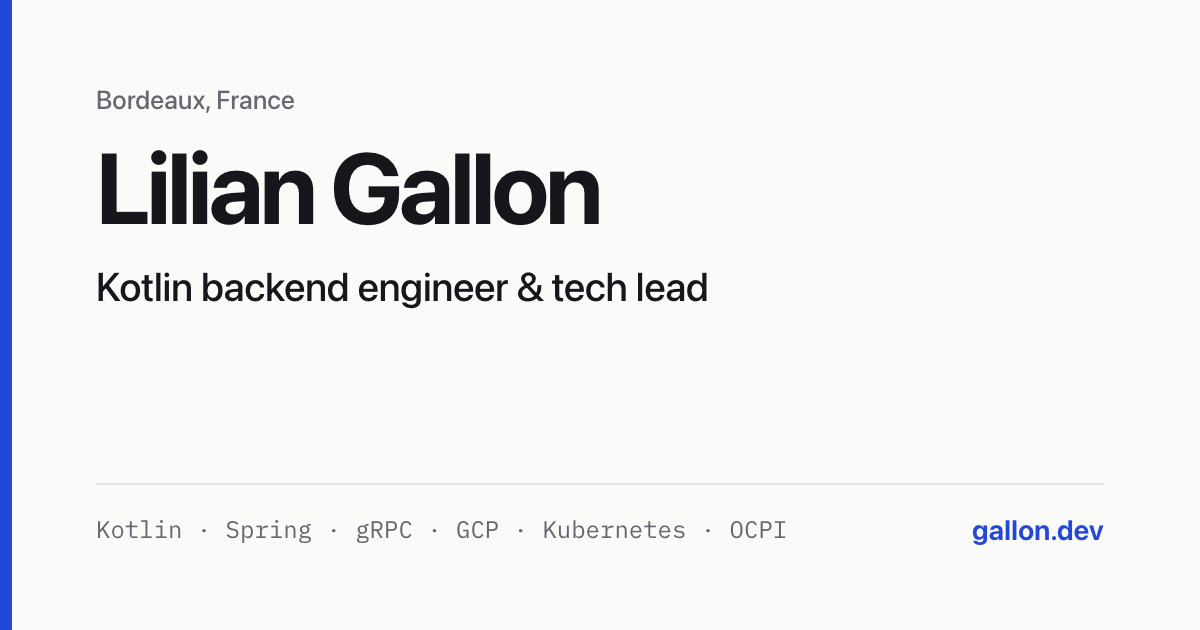 Bordeaux, France
Lilian Gallon
Kotlin backend engineer & tech lead
Kotlin · Spring · gRPC · GCP · Kubernetes · OCPI
gallon.dev